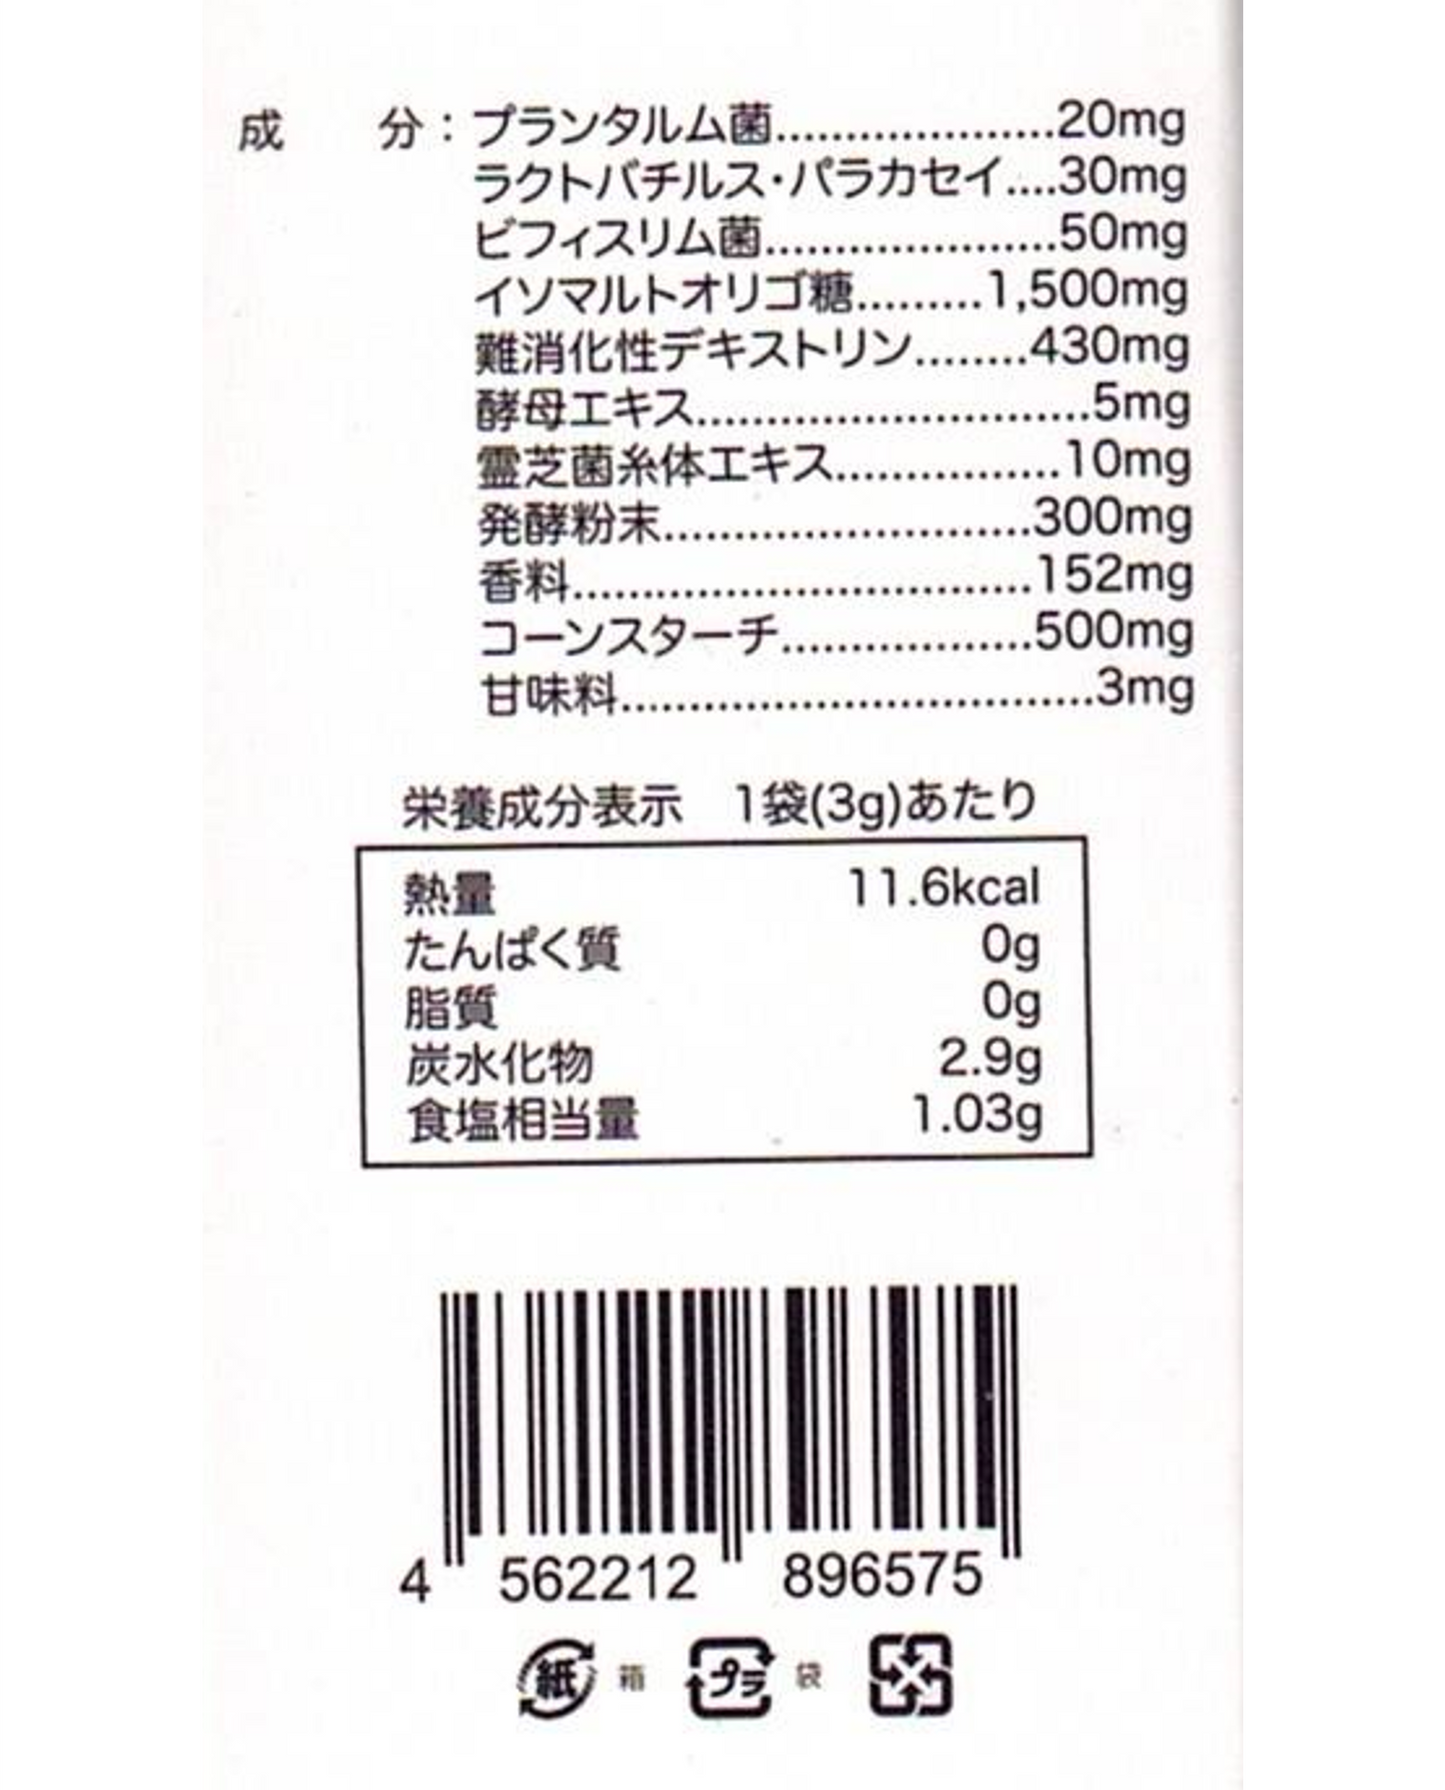 成　分：プランタルム菌....................20mg
ラクトバチルス・パラカセイ....30mg
ビフィスリム菌.....................50mg
イソマルトオリゴ糖.........1,500mg
難消化性デキストリン........430mg
酵母エキス............................5mg
霊芝菌糸体エキス................10mg
発酵粉末..........................300mg
香料.................................152mg
コーンスターチ..................500mg
甘味料..................................3mg
栄養成分表示　1袋(3g)あたり
熱量 11.6kcal
たんぱく質 0g
脂質 0g
炭水化物 2.9g
食塩相当量 1.03g
4 562212 896575
紙 箱 プラ 袋